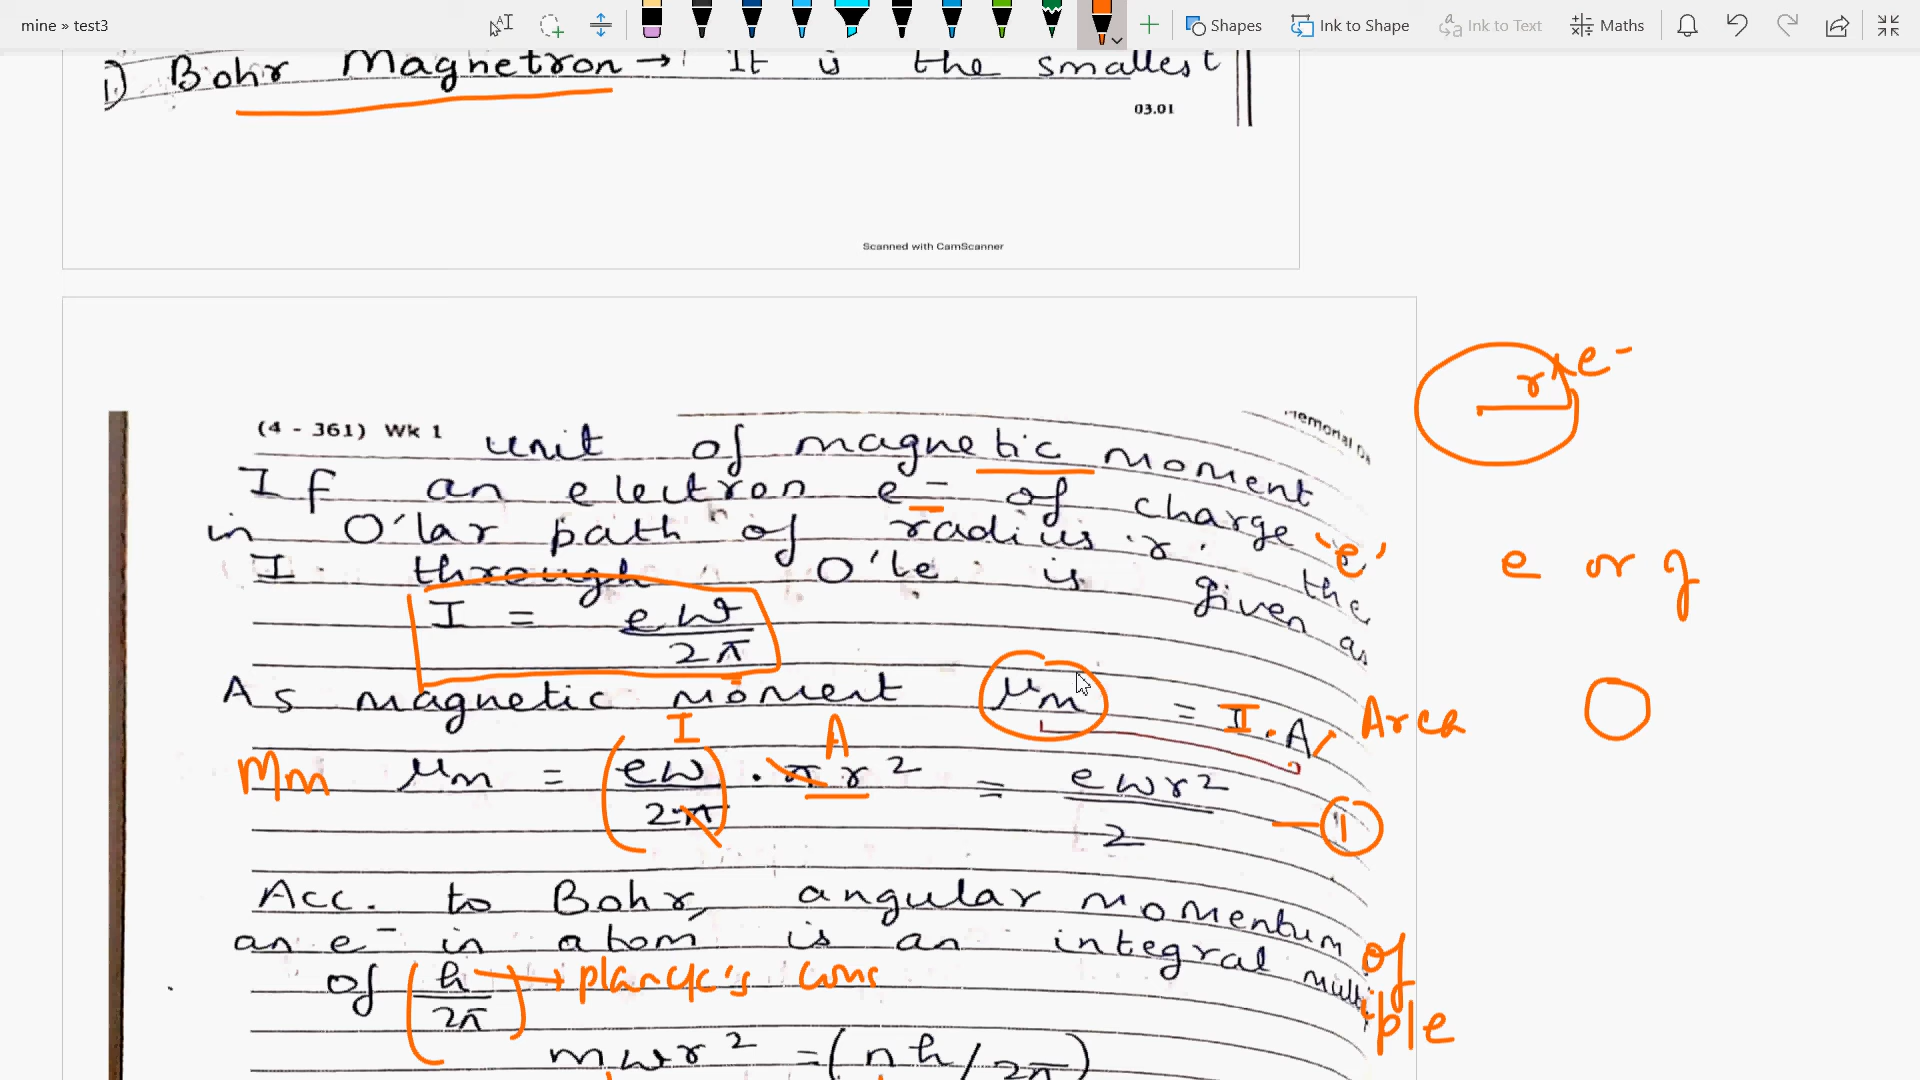 mine » test3
Shapes Ink to Shape Ink to Text Maths
1) Bohr Magnetron → It is the smallest
03.01
Scanned with CamScanner
r e-
(4 - 361) Wk 1 unit of magnetic moment
If an electron e- of charge 'e'
in O'lar path of radius 'r'. the
I through O'le is given as
e or q
I = ew
2π
As magnetic moment μm = I.A Area
I A
Mm μm = (ew . πr2 = ewr2
2π) 2 — 1
Acc. to Bohr, angular momentum of
an e- in atom is an integral multiple
of (h → planck's cons
2π)
mwr2 = (nh/2π)